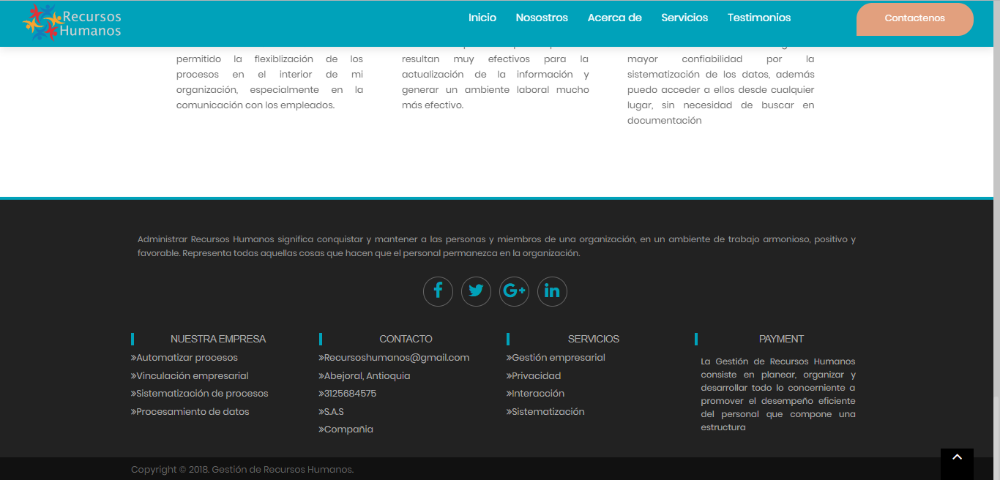 Recursos
Humanos
Inicio Nosostros Acerca de Servicios Testimonios Contactenos
permitido la flexiblización de los
procesos en el interior de mi
organización, especialmente en la
comunicación con los empleados.
resultan muy efectivos para la
actualización de la información y
generar un ambiente laboral mucho
más efectivo.
mayor confiabilidad por la
sistematización de los datos, además
puedo acceder a ellos desde cualquier
lugar, sin necesidad de buscar en
documentación
Administrar Recursos Humanos significa conquistar y mantener a las personas y miembros de una organización, en un ambiente de trabajo armonioso, positivo y
favorable. Representa todas aquellas cosas que hacen que el personal permanezca en la organización.
NUESTRA EMPRESA
»Automatizar procesos
»Vinculación empresarial
»Sistematización de procesos
»Procesamiento de datos
CONTACTO
»Recursoshumanos@gmail.com
»Abejoral, Antioquia
»3125684575
»S.A.S
»Compañia
SERVICIOS
»Gestión empresarial
»Privacidad
»Interacción
»Sistematización
PAYMENT
La Gestión de Recursos Humanos
consiste en planear, organizar y
desarrollar todo lo concerniente a
promover el desempeño eficiente
del personal que compone una
estructura
Copyright © 2018. Gestión de Recursos Humanos.